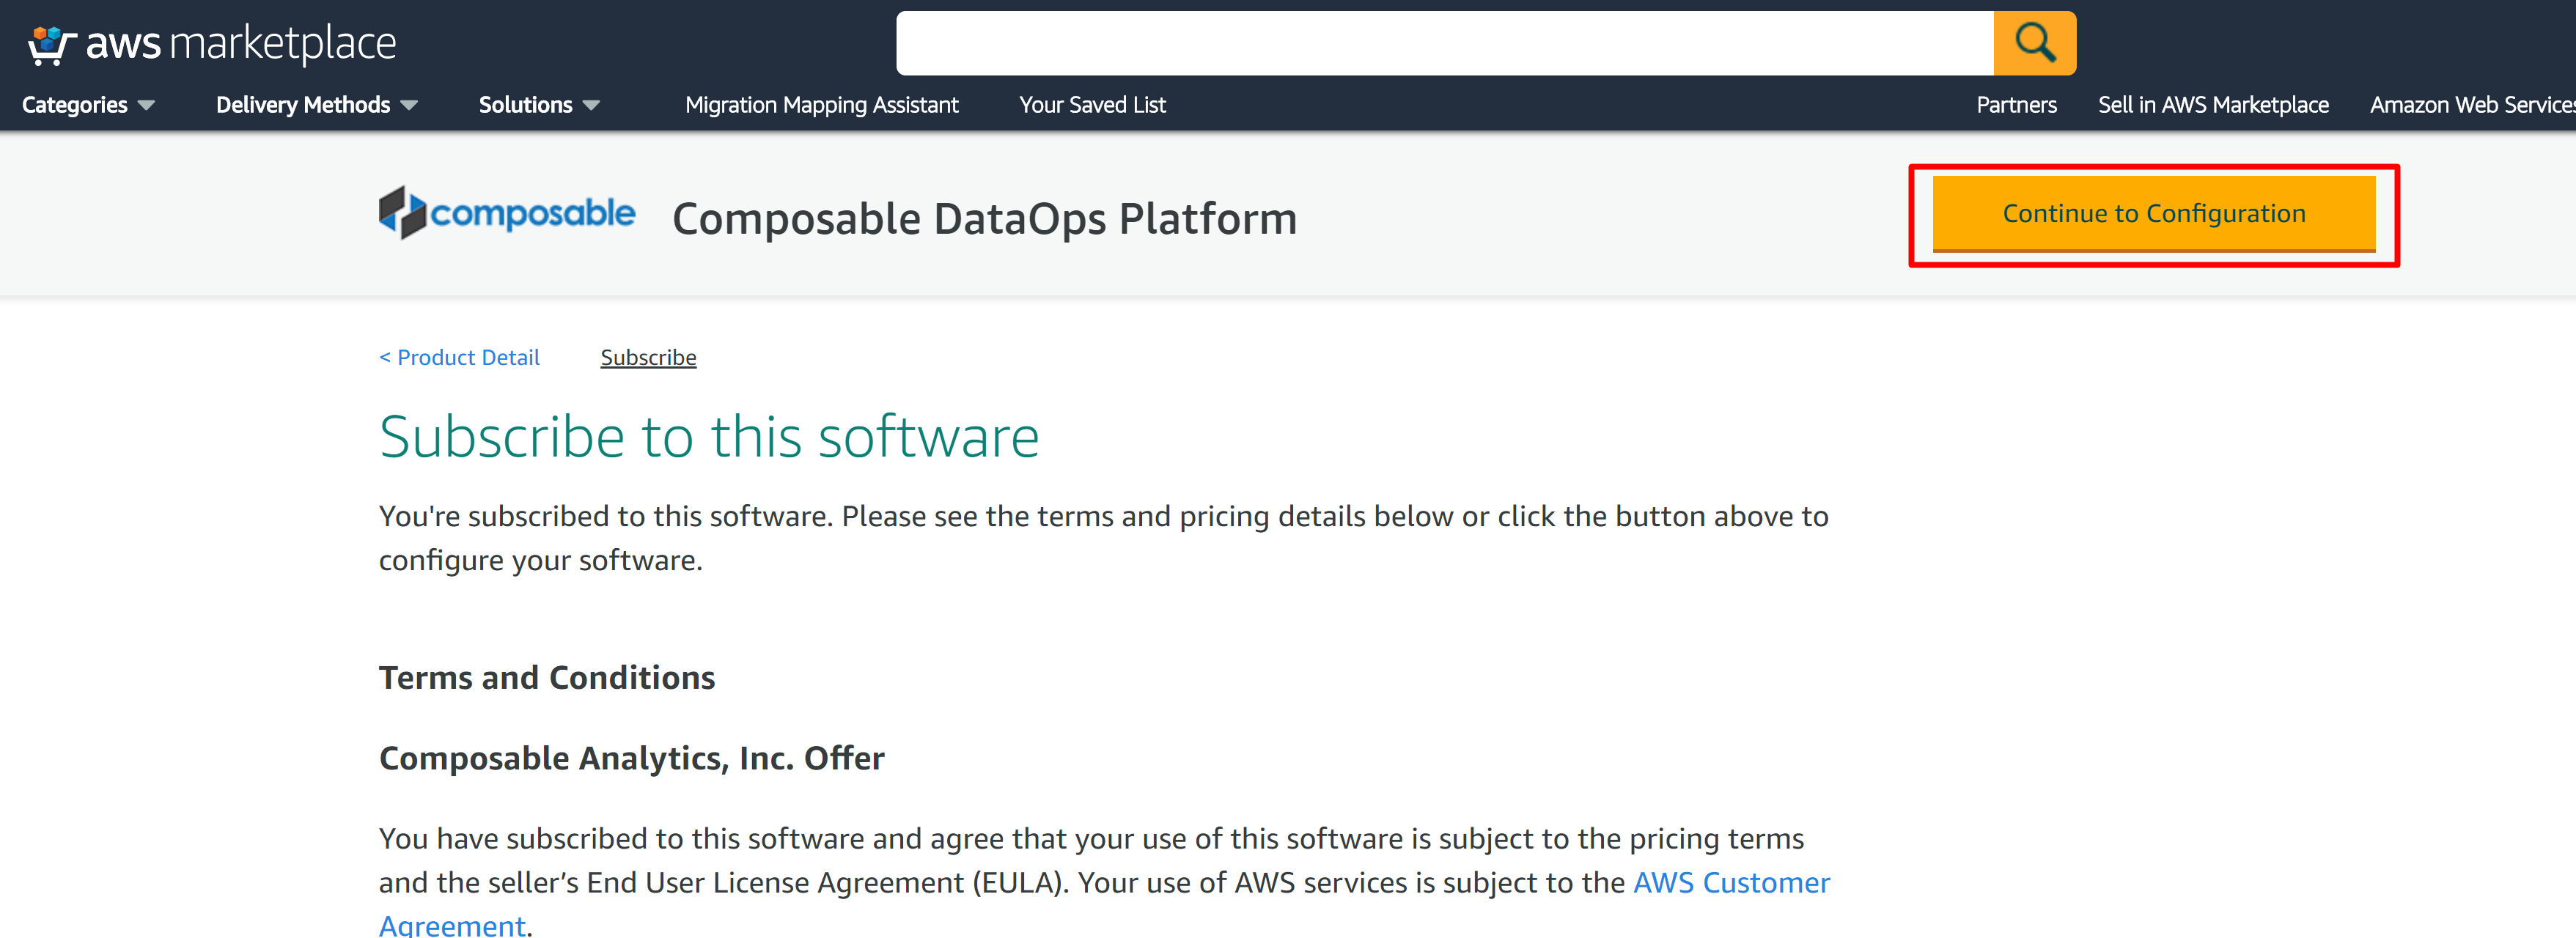 aws marketplace
Categories Delivery Methods Solutions Migration Mapping Assistant Your Saved List Partners Sell in AWS Marketplace Amazon Web Services
composable Composable DataOps Platform Continue to Configuration
< Product Detail Subscribe
Subscribe to this software
You're subscribed to this software. Please see the terms and pricing details below or click the button above to
configure your software.
Terms and Conditions
Composable Analytics, Inc. Offer
You have subscribed to this software and agree that your use of this software is subject to the pricing terms
and the seller’s End User License Agreement (EULA). Your use of AWS services is subject to the AWS Customer
Agreement.